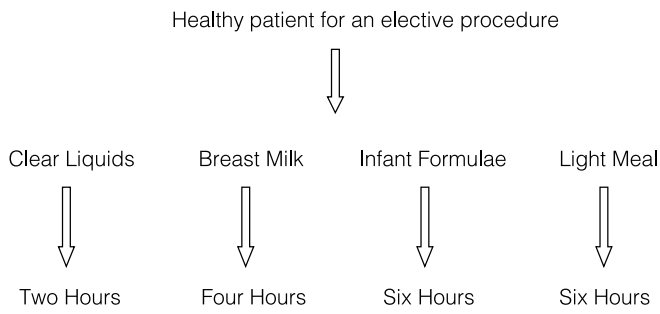 Healthy patient for an elective procedure
Clear Liquids
Breast Milk
Infant Formulae
Light Meal
Two Hours
Four Hours
Six Hours
Six Hours